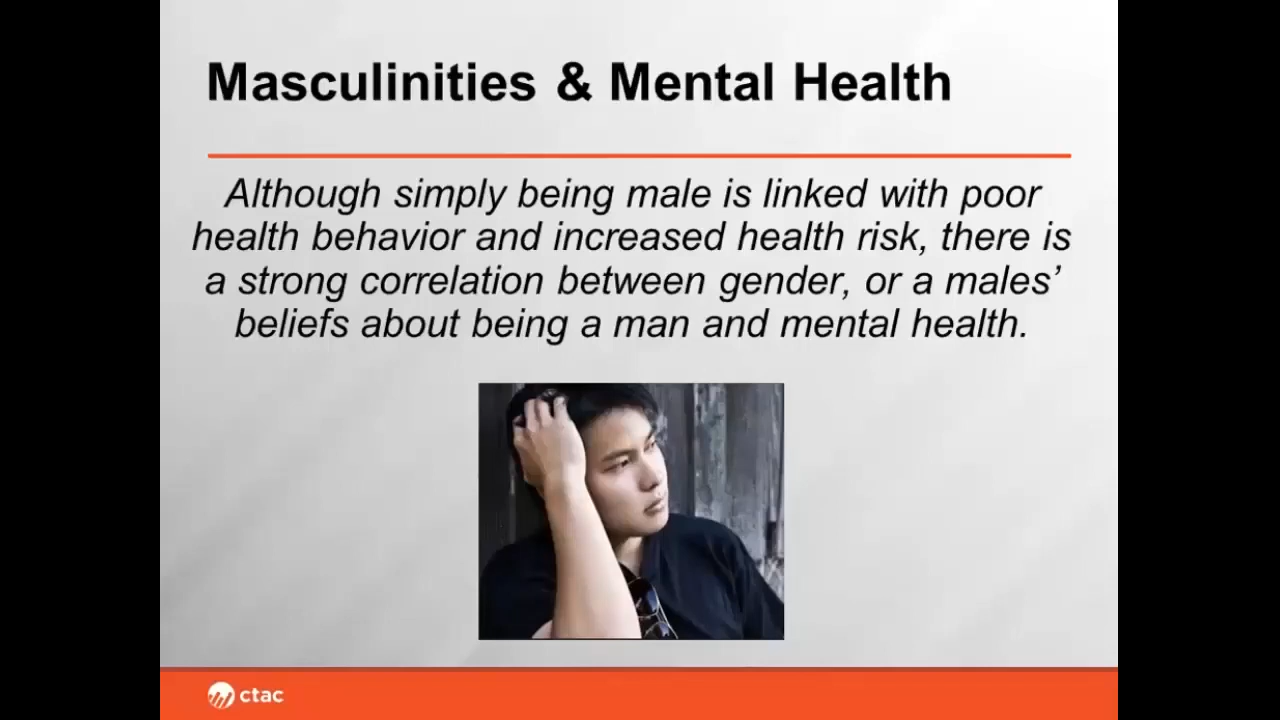 Masculinities & Mental Health
Although simply being male is linked with poor
health behavior and increased health risk, there is
a strong correlation between gender, or a males’
beliefs about being a man and mental health.
ctac